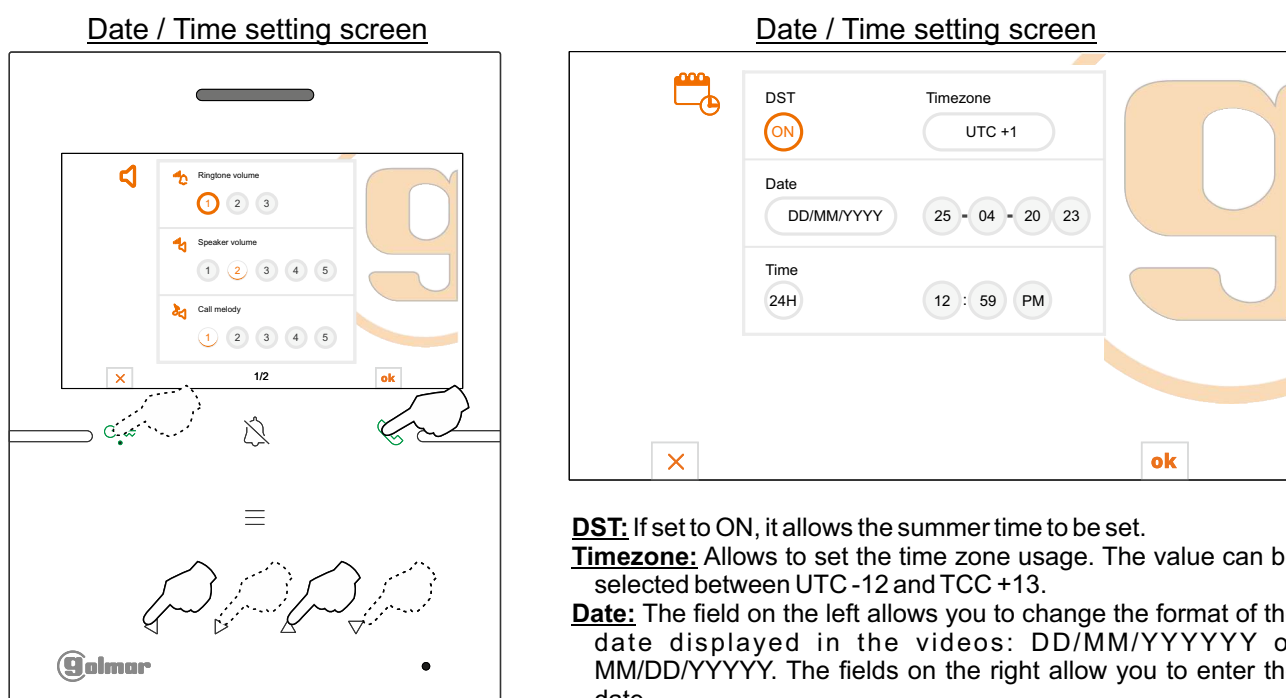 Date / Time setting screen
Ringtone volume
1 2 3
Speaker volume
1 2 3 4 5
Call melody
1 2 3 4 5
1/2
ok
golmar
Date / Time setting screen
DST Timezone
ON UTC +1
Date
DD/MM/YYYY 25 - 04 - 20 23
Time
24H 12 : 59 PM
ok
DST: If set to ON, it allows the summer time to be set.
Timezone: Allows to set the time zone usage. The value can b
selected between UTC -12 and TCC +13.
Date: The field on the left allows you to change the format of th
date displayed in the videos: DD/MM/YYYYYY o
MM/DD/YYYYY. The fields on the right allow you to enter th